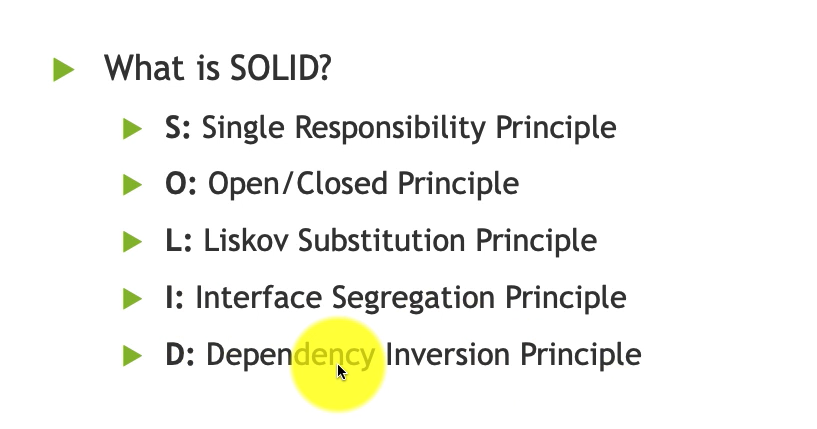 What is SOLID?
S: Single Responsibility Principle
O: Open/Closed Principle
L: Liskov Substitution Principle
I: Interface Segregation Principle
D: Dependency Inversion Principle